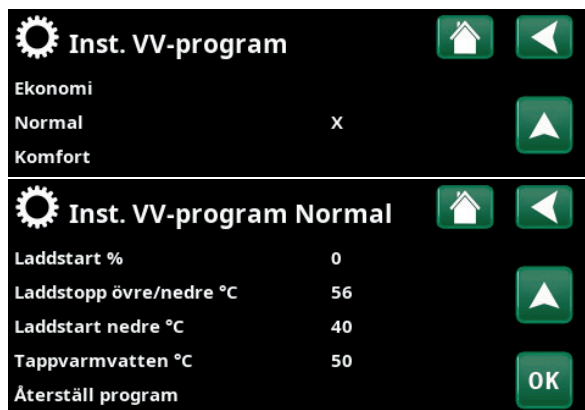 Inst. VV-program
Ekonomi
Normal X
Komfort
Inst. VV-program Normal
Laddstart % 0
Laddstopp övre/nedre °C 56
Laddstart nedre °C 40
Tappvarmvatten °C 50
Återställ program
OK